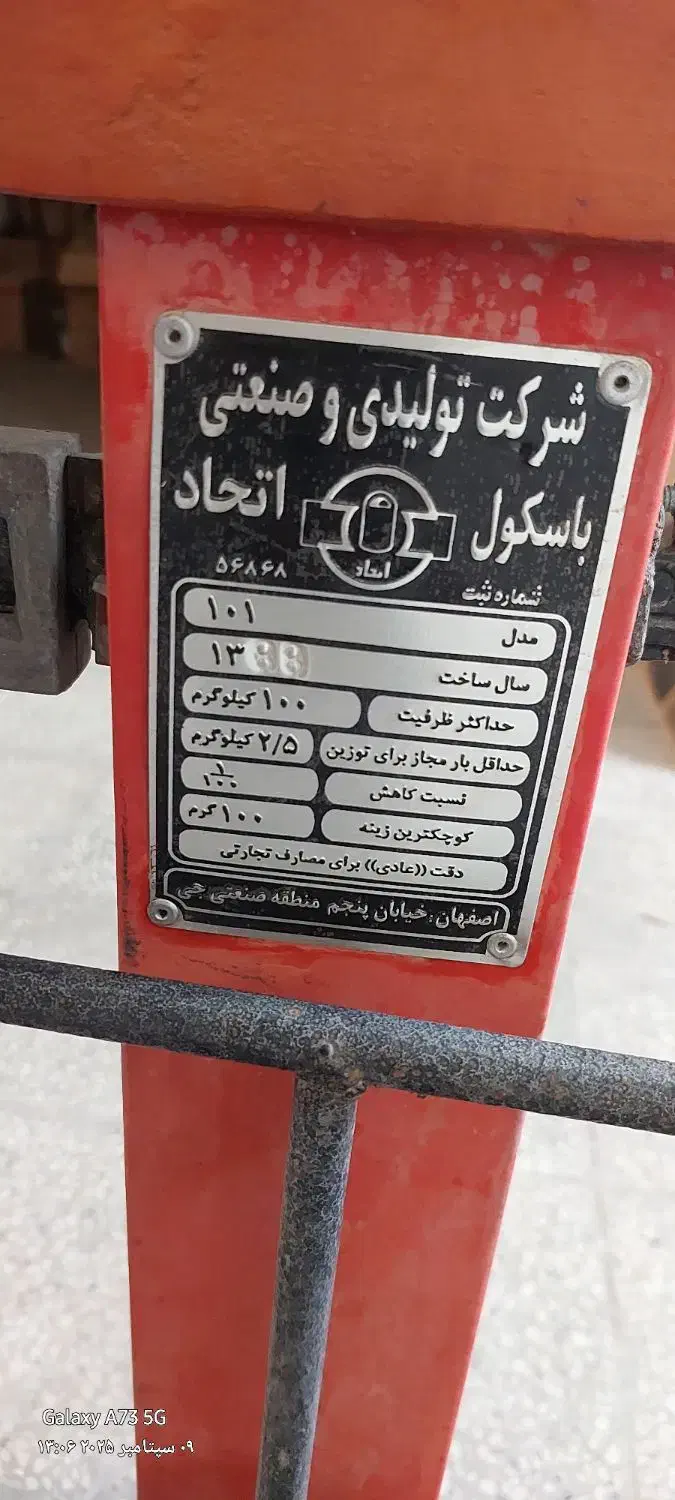 شرکت تولیدی و صنعتی
باسکول اتحاد
اتحاد
شماره ثبت ۵۶۸۶۸
مدل ۱۰۱
سال ساخت ۱۳88
حداکثر ظرفیت ۱۰۰ کیلوگرم
حداقل بار مجاز برای توزین ۲/۵ کیلوگرم
نسبت کاهش ۱/۱۰۰
کوچکترین زینه ۱۰۰ گرم
دقت ((عادی)) برای مصارف تجارتی
اصفهان: خیابان پنجم منطقه صنعتی جی
Galaxy A73 5G
۰۹ سپتامبر ۲۰۲۵ ۱۳:۰۶